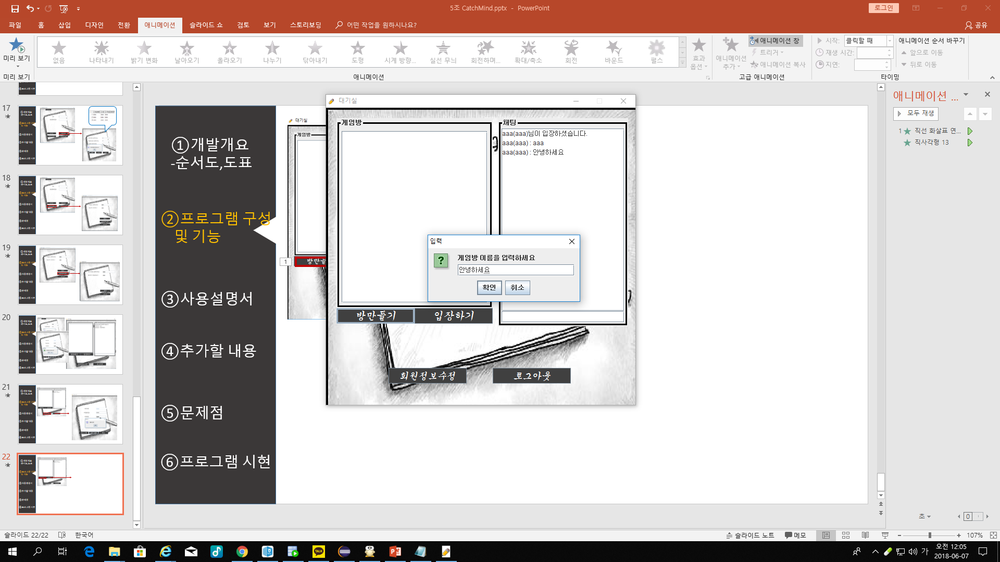 5조 CatchMind.pptx - PowerPoint
로그인
파일
홈
삽입
디자인
전환
애니메이션
슬라이드 쇼
검토
보기
스토리보딩
어떤 작업을 원하시나요?
공유
미리 보기
없음
나타내기
밝기 변화
날아오기
올라오기
나누기
닦아내기
도형
시계 방향...
실선 무늬
회전하며...
확대/축소
회전
바운드
펄스
효과
옵션
애니메이션
추가
애니메이션 창
트리거
애니메이션 복사
시작:
클릭할 때
재생 시간:
지연:
애니메이션 순서 바꾸기
앞으로 이동
뒤로 이동
미리 보기
애니메이션
고급 애니메이션
타이밍
17
18
19
20
21
22
①개발개요
-순서도,도표
②프로그램 구성
및 기능
③사용설명서
④추가할 내용
⑤문제점
⑥프로그램 시현
대기실
게임방
1
대기실
게임방
채팅
aaa(aaa)님이 입장하셨습니다.
aaa(aaa) : aaa
aaa(aaa) : 안녕하세요
입력
게임방 이름을 입력하세요
안녕하세요
확인
취소
방만들기
입장하기
회원정보수정
로그아웃
애니메이션 ...
모두 재생
1 직선 화살표 연...
직사각형 13
초
0
슬라이드 22/22
한국어
슬라이드 노트
메모
107%
TALK
가
오전 12:05
2018-06-07